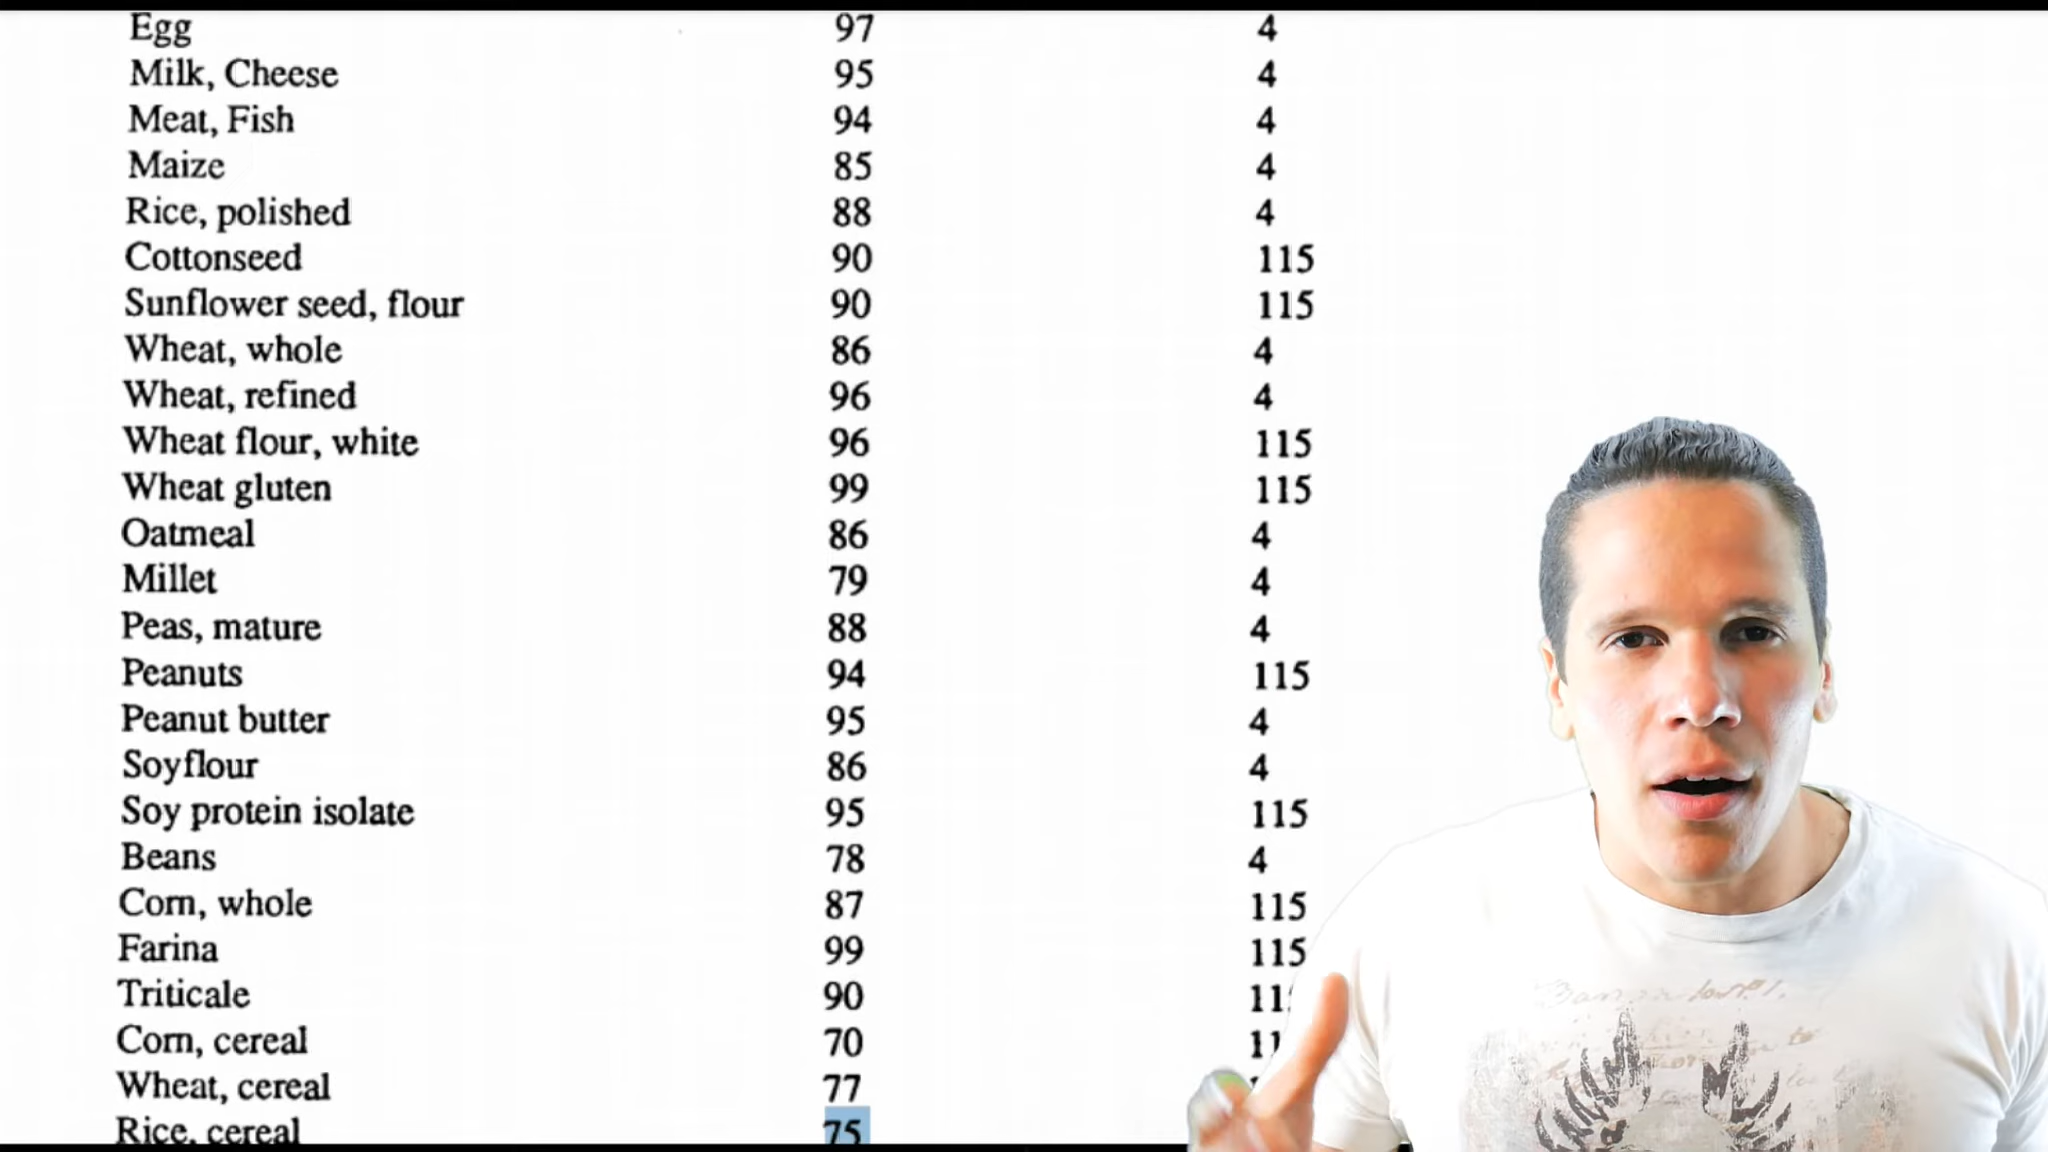 Egg 97 4
Milk, Cheese 95 4
Meat, Fish 94 4
Maize 85 4
Rice, polished 88 4
Cottonseed 90 115
Sunflower seed, flour 90 115
Wheat, whole 86 4
Wheat, refined 96 4
Wheat flour, white 96 115
Wheat gluten 99 115
Oatmeal 86 4
Millet 79 4
Peas, mature 88 4
Peanuts 94 115
Peanut butter 95 4
Soyflour 86 4
Soy protein isolate 95 115
Beans 78 4
Corn, whole 87 115
Farina 99 115
Triticale 90
Corn, cereal 70
Wheat, cereal 77
Rice, cereal 75